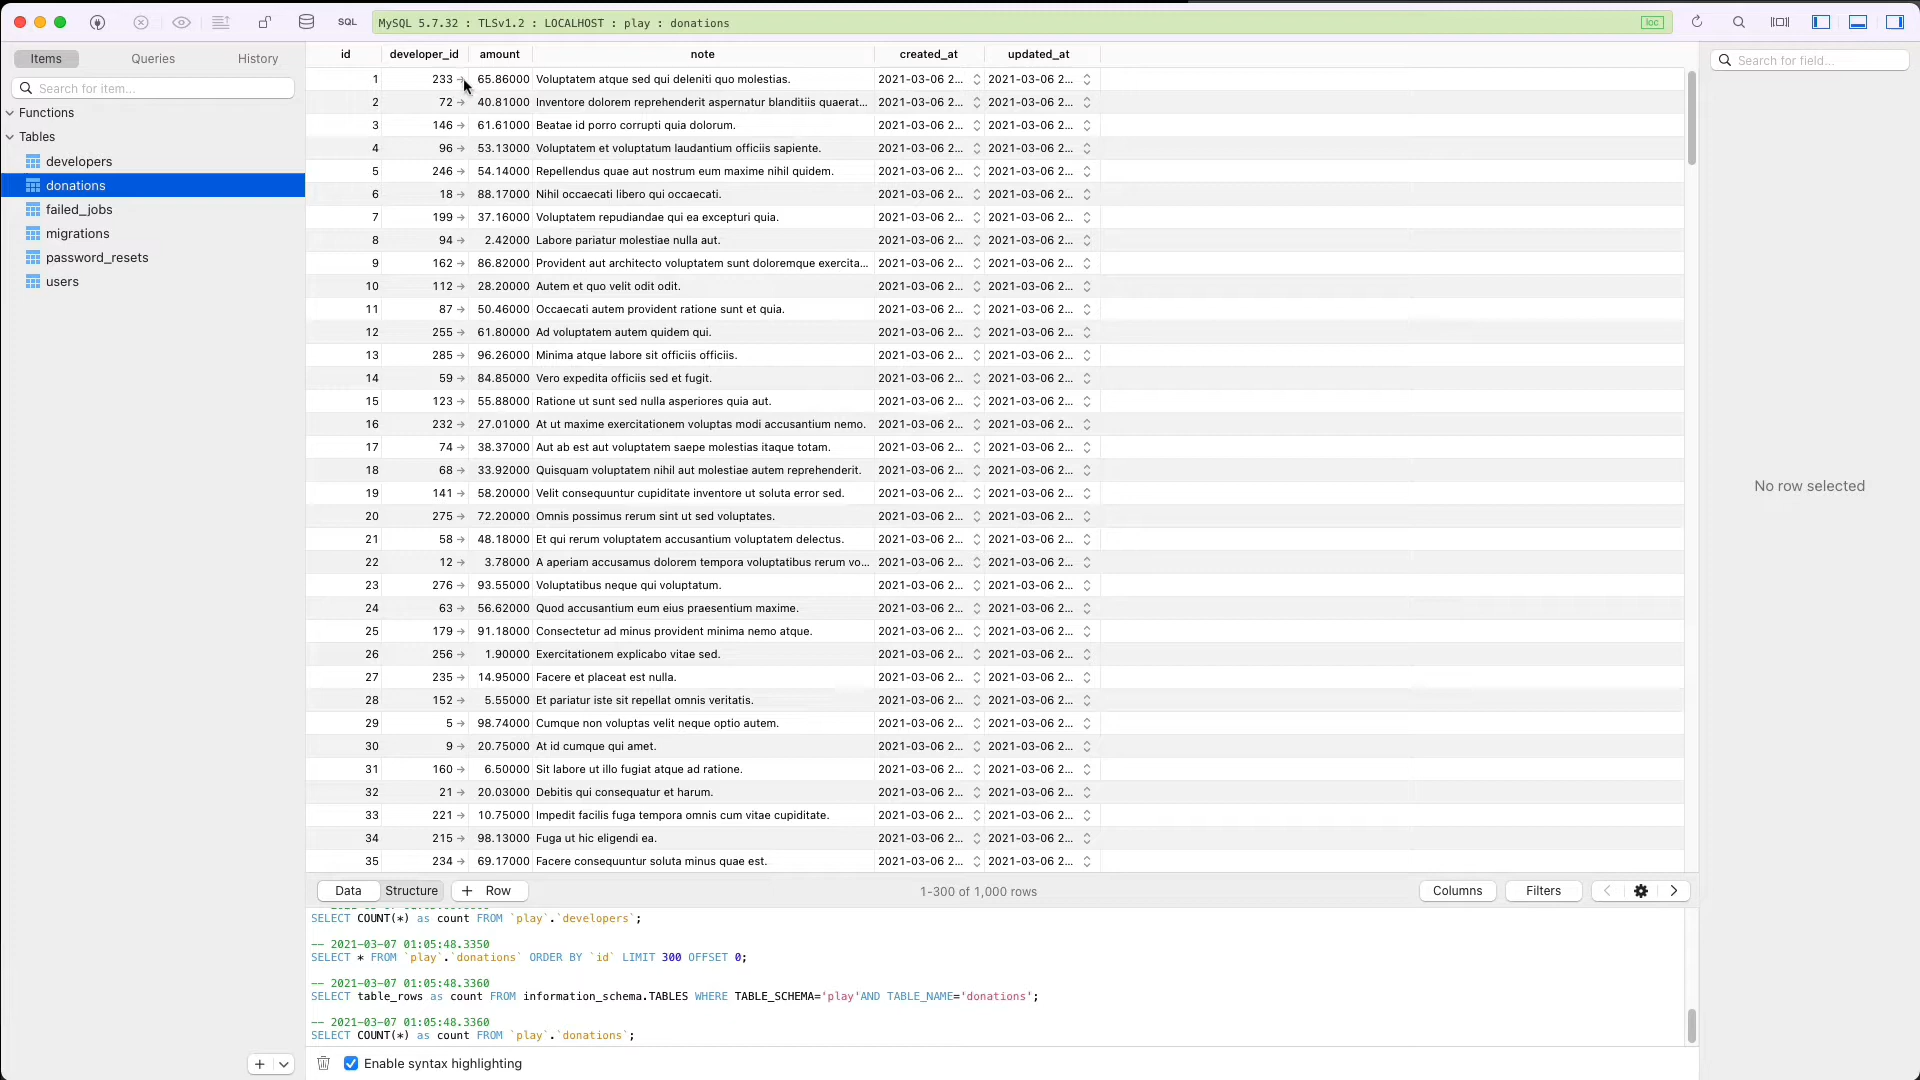 SQL
MySQL 5.7.32 : TLSv1.2 : LOCALHOST : play : donations
loc
Items Queries History
Search for item...
Functions
Tables
developers
donations
failed_jobs
migrations
password_resets
users
id developer_id amount note created_at updated_at
1 233 65.86000 Voluptatem atque sed qui deleniti quo molestias. 2021-03-06 2... 2021-03-06 2...
2 72 40.81000 Inventore dolorem reprehenderit aspernatur blanditiis quaerat... 2021-03-06 2... 2021-03-06 2...
3 146 61.61000 Beatae id porro corrupti quia dolorum. 2021-03-06 2... 2021-03-06 2...
4 96 53.13000 Voluptatem et voluptatum laudantium officiis sapiente. 2021-03-06 2... 2021-03-06 2...
5 246 54.14000 Repellendus quae aut nostrum eum maxime nihil quidem. 2021-03-06 2... 2021-03-06 2...
6 18 88.17000 Nihil occaecati libero qui occaecati. 2021-03-06 2... 2021-03-06 2...
7 199 37.16000 Voluptatem repudiandae qui ea excepturi quia. 2021-03-06 2... 2021-03-06 2...
8 94 2.42000 Labore pariatur molestiae nulla aut. 2021-03-06 2... 2021-03-06 2...
9 162 86.82000 Provident aut architecto voluptatem sunt doloremque exercita... 2021-03-06 2... 2021-03-06 2...
10 112 28.20000 Autem et quo velit odit odit. 2021-03-06 2... 2021-03-06 2...
11 87 50.46000 Occaecati autem provident ratione sunt et quia. 2021-03-06 2... 2021-03-06 2...
12 255 61.80000 Ad voluptatem autem quidem qui. 2021-03-06 2... 2021-03-06 2...
13 285 96.26000 Minima atque labore sit officiis officiis. 2021-03-06 2... 2021-03-06 2...
14 59 84.85000 Vero expedita officiis sed et fugit. 2021-03-06 2... 2021-03-06 2...
15 123 55.88000 Ratione ut sunt sed nulla asperiores quia aut. 2021-03-06 2... 2021-03-06 2...
16 232 27.01000 At ut maxime exercitationem voluptas modi accusantium nemo. 2021-03-06 2... 2021-03-06 2...
17 74 38.37000 Aut ab est aut voluptatem saepe molestias itaque totam. 2021-03-06 2... 2021-03-06 2...
18 68 33.92000 Quisquam voluptatem nihil aut molestiae autem reprehenderit. 2021-03-06 2... 2021-03-06 2...
19 141 58.20000 Velit consequuntur cupiditate inventore ut soluta error sed. 2021-03-06 2... 2021-03-06 2...
20 275 72.20000 Omnis possimus rerum sint ut sed voluptates. 2021-03-06 2... 2021-03-06 2...
21 58 48.18000 Et qui rerum voluptatem accusantium voluptatem delectus. 2021-03-06 2... 2021-03-06 2...
22 12 3.78000 A aperiam accusamus dolorem tempora voluptatibus rerum vo... 2021-03-06 2... 2021-03-06 2...
23 276 93.55000 Voluptatibus neque qui voluptatum. 2021-03-06 2... 2021-03-06 2...
24 63 56.62000 Quod accusantium eum eius praesentium maxime. 2021-03-06 2... 2021-03-06 2...
25 179 91.18000 Consectetur ad minus provident minima nemo atque. 2021-03-06 2... 2021-03-06 2...
26 256 1.90000 Exercitationem explicabo vitae sed. 2021-03-06 2... 2021-03-06 2...
27 235 14.95000 Facere et placeat est nulla. 2021-03-06 2... 2021-03-06 2...
28 152 5.55000 Et pariatur iste sit repellat omnis veritatis. 2021-03-06 2... 2021-03-06 2...
29 5 98.74000 Cumque non voluptas velit neque optio autem. 2021-03-06 2... 2021-03-06 2...
30 9 20.75000 At id cumque qui amet. 2021-03-06 2... 2021-03-06 2...
31 160 6.50000 Sit labore ut illo fugiat atque ad ratione. 2021-03-06 2... 2021-03-06 2...
32 21 20.03000 Debitis qui consequatur et harum. 2021-03-06 2... 2021-03-06 2...
33 221 10.75000 Impedit facilis fuga tempora omnis cum vitae cupiditate. 2021-03-06 2... 2021-03-06 2...
34 215 98.13000 Fuga ut hic eligendi ea. 2021-03-06 2... 2021-03-06 2...
35 234 69.17000 Facere consequuntur soluta minus quae est. 2021-03-06 2... 2021-03-06 2...
Search for field...
No row selected
Data Structure + Row 1-300 of 1,000 rows Columns Filters
SELECT COUNT(*) as count FROM `play`.`developers`;
-- 2021-03-07 01:05:48.3350
SELECT * FROM `play`.`donations` ORDER BY `id` LIMIT 300 OFFSET 0;
-- 2021-03-07 01:05:48.3360
SELECT table_rows as count FROM information_schema.TABLES WHERE TABLE_SCHEMA='play'AND TABLE_NAME='donations';
-- 2021-03-07 01:05:48.3360
SELECT COUNT(*) as count FROM `play`.`donations`;
Enable syntax highlighting